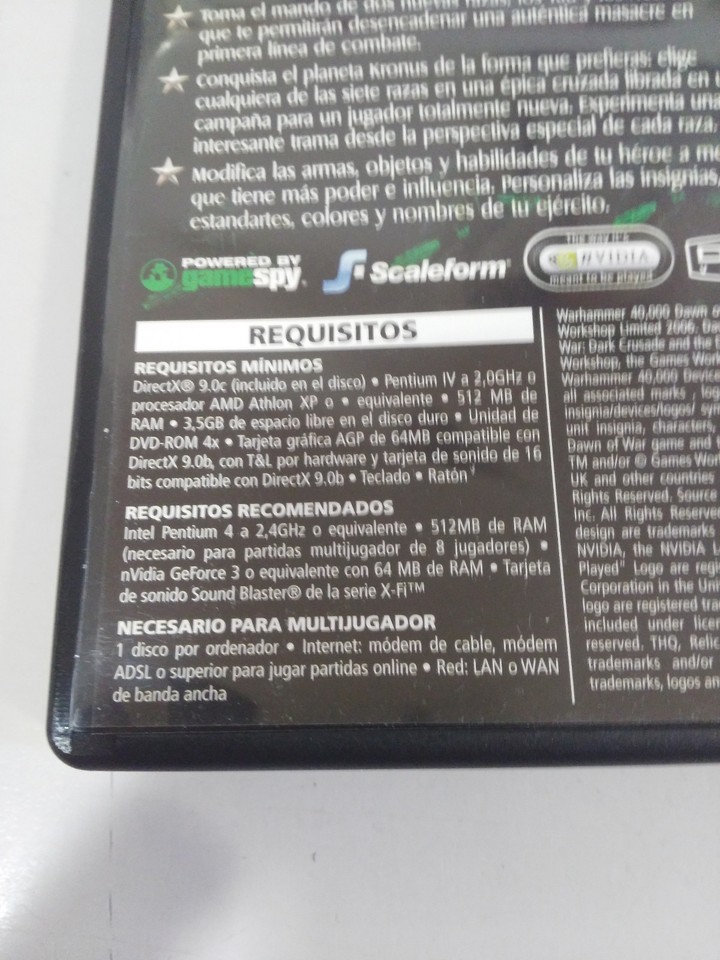 Toma el mando de dos nuevas razas, los
que te permitirán desencadenar una auténtica masacre en
primera línea de combate.
Conquista el planeta Kronus de la forma que prefieras: elige
cualquiera de las siete razas en una épica cruzada librada en
campaña para un jugador totalmente nueva. Experimenta una
interesante trama desde la perspectiva especial de cada raza.
Modifica las armas, objetos y habilidades de tu héroe a
que tiene más poder e influencia. Personaliza las insignias,
estandartes, colores y nombres de tu ejército.
POWERED BY
gamespy
Scaleform
THE WAY IT'S
NVIDIA
meant to be played
REQUISITOS
REQUISITOS MÍNIMOS
DirectX® 9.0c (incluido en el disco) • Pentium IV a 2,0GHz o
procesador AMD Athlon XP o • equivalente • 512 MB de
RAM • 3,5GB de espacio libre en el disco duro • Unidad de
DVD-ROM 4x • Tarjeta gráfica AGP de 64MB compatible con
DirectX 9.0b, con T&L por hardware y tarjeta de sonido de 16
bits compatible con DirectX 9.0b • Teclado • Ratón
REQUISITOS RECOMENDADOS
Intel Pentium 4 a 2,4GHz o equivalente • 512MB de RAM
(necesario para partidas multijugador de 8 jugadores) •
nVidia GeForce 3 o equivalente con 64 MB de RAM • Tarjeta
de sonido Sound Blaster® de la serie X-Fi™
NECESARIO PARA MULTIJUGADOR
1 disco por ordenador • Internet: módem de cable, módem
ADSL o superior para jugar partidas online • Red: LAN o WAN
de banda ancha
Warhammer 40,000 Dawn
Workshop Limited 2006. Dawn
War: Dark Crusade and the
Workshop, the Games
Warhammer 40,000 Device
all associated marks,
insignia/devices/logos/
unit insignia, characters,
Dawn of War game and
TM and/or © Games
UK and other countries
Rights Reserved. Source
Inc. All Rights Reserved
design are trademarks
NVIDIA, the NVIDIA
Played" Logo are
Corporation in the
logo are registered
included under
reserved. THQ, Relic
trademarks and/or
trademarks, logos